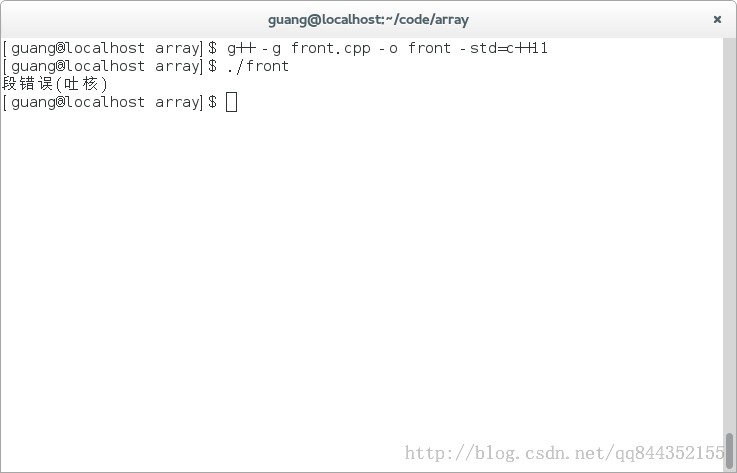 guang@localhost:~/code/array
[guang@localhost array]$ g++ -g front.cpp -o front -std=c++11
[guang@localhost array]$ ./front
段错误(吐核)
[guang@localhost array]$
http://blog.csdn.net/qq844352155